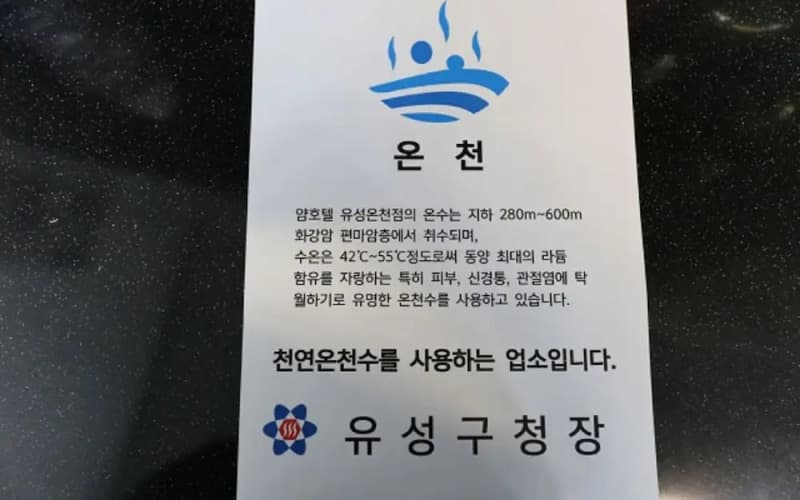 온 천
얌호텔 유성온천점의 온수는 지하 280m~600m
화강암 편마암층에서 취수되며,
수온은 42℃~55℃정도로써 동양 최대의 라듐
함유를 자랑하는 특히 피부, 신경통, 관절염에 탁
월하기로 유명한 온천수를 사용하고 있습니다.
천연온천수를 사용하는 업소입니다.
유성구청장